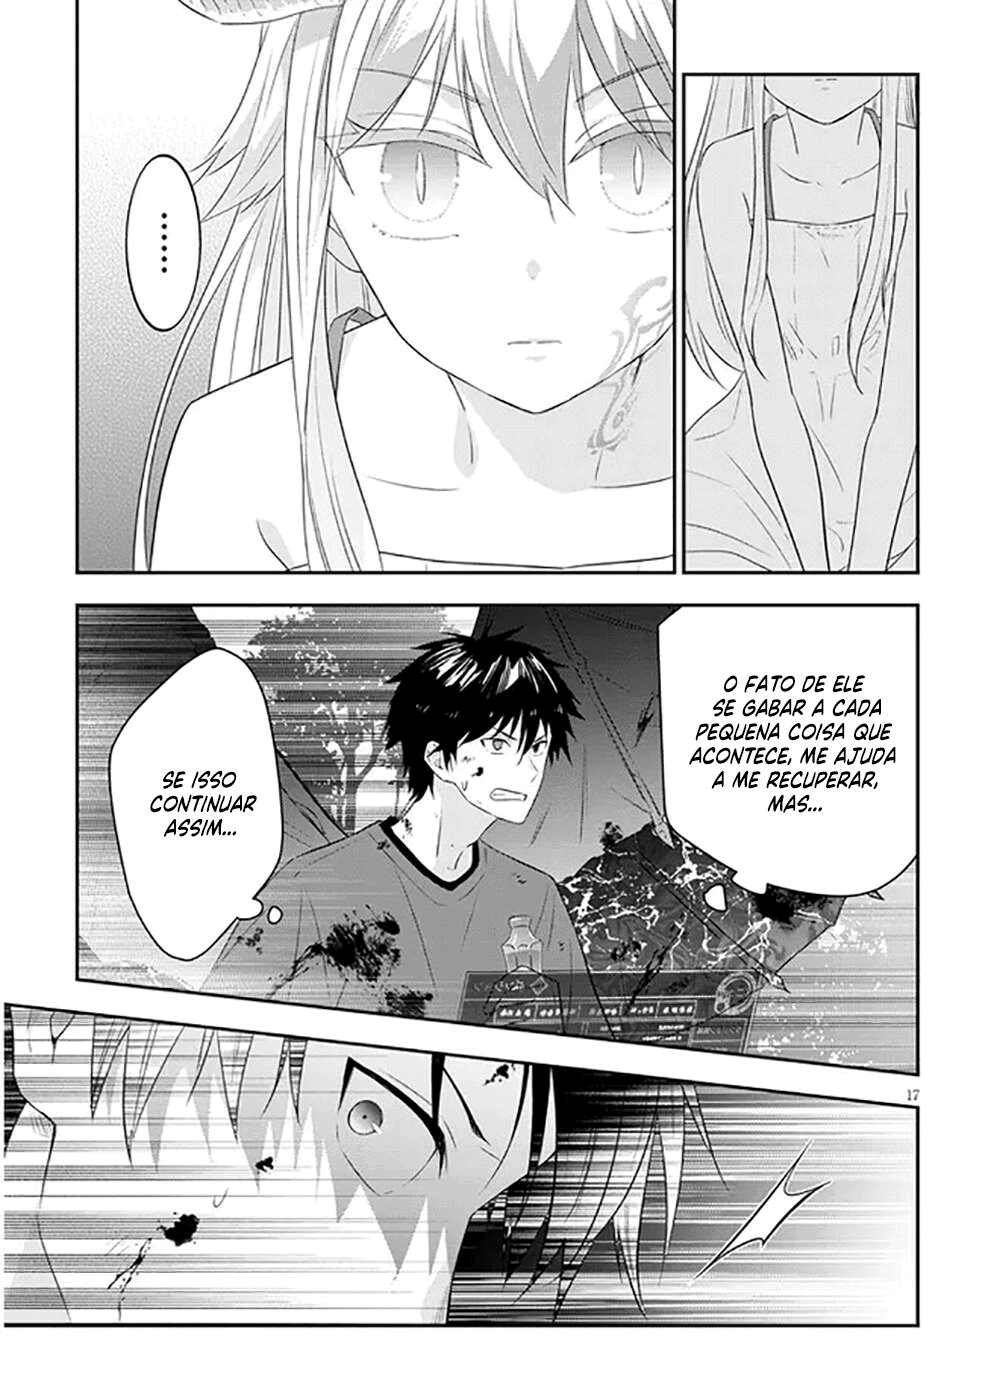 ........
O FATO DE ELE
SE GABAR A CADA
PEQUENA COISA QUE
ACONTECE, ME AJUDA
A ME RECUPERAR,
MAS...
SE ISSO
CONTINUAR
ASSIM...
17